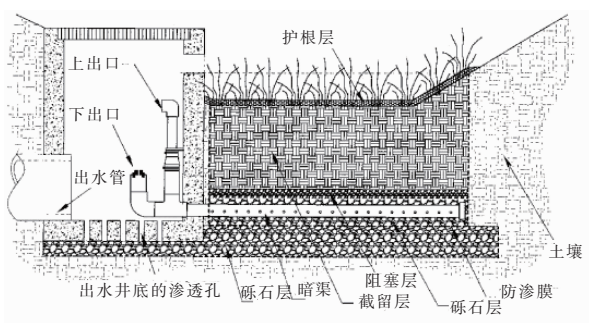 护根层
上出口
下出口
出水管
土壤
阻塞层
防渗膜
出水井底的渗透孔
砾石层
暗渠
截留层
砾石层